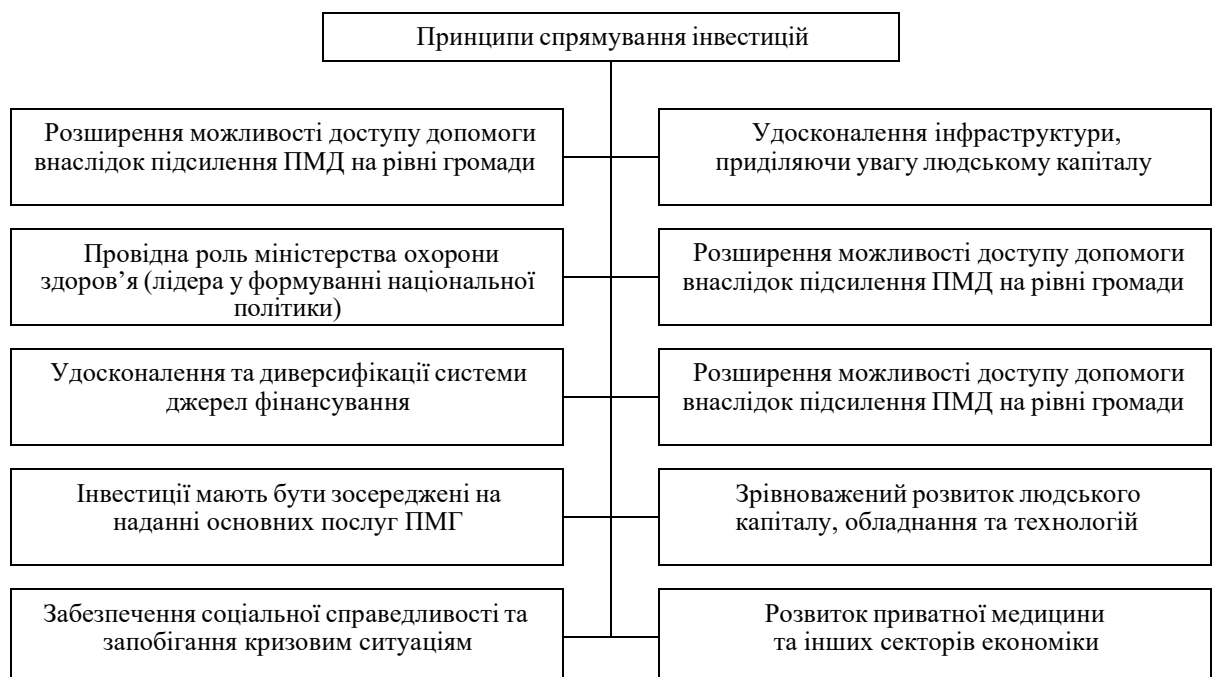 Принципи спрямування інвестицій
Розширення можливості доступу допомоги
внаслідок підсилення ПМД на рівні громади
Удосконалення інфраструктури,
приділяючи увагу людському капіталу
Провідна роль міністерства охорони
здоров’я (лідера у формуванні національної
політики)
Розширення можливості доступу допомоги
внаслідок підсилення ПМД на рівні громади
Удосконалення та диверсифікації системи
джерел фінансування
Розширення можливості доступу допомоги
внаслідок підсилення ПМД на рівні громади
Інвестиції мають бути зосереджені на
наданні основних послуг ПМГ
Зрівноважений розвиток людського
капіталу, обладнання та технологій
Забезпечення соціальної справедливості та
запобігання кризовим ситуаціям
Розвиток приватної медицини
та інших секторів економіки